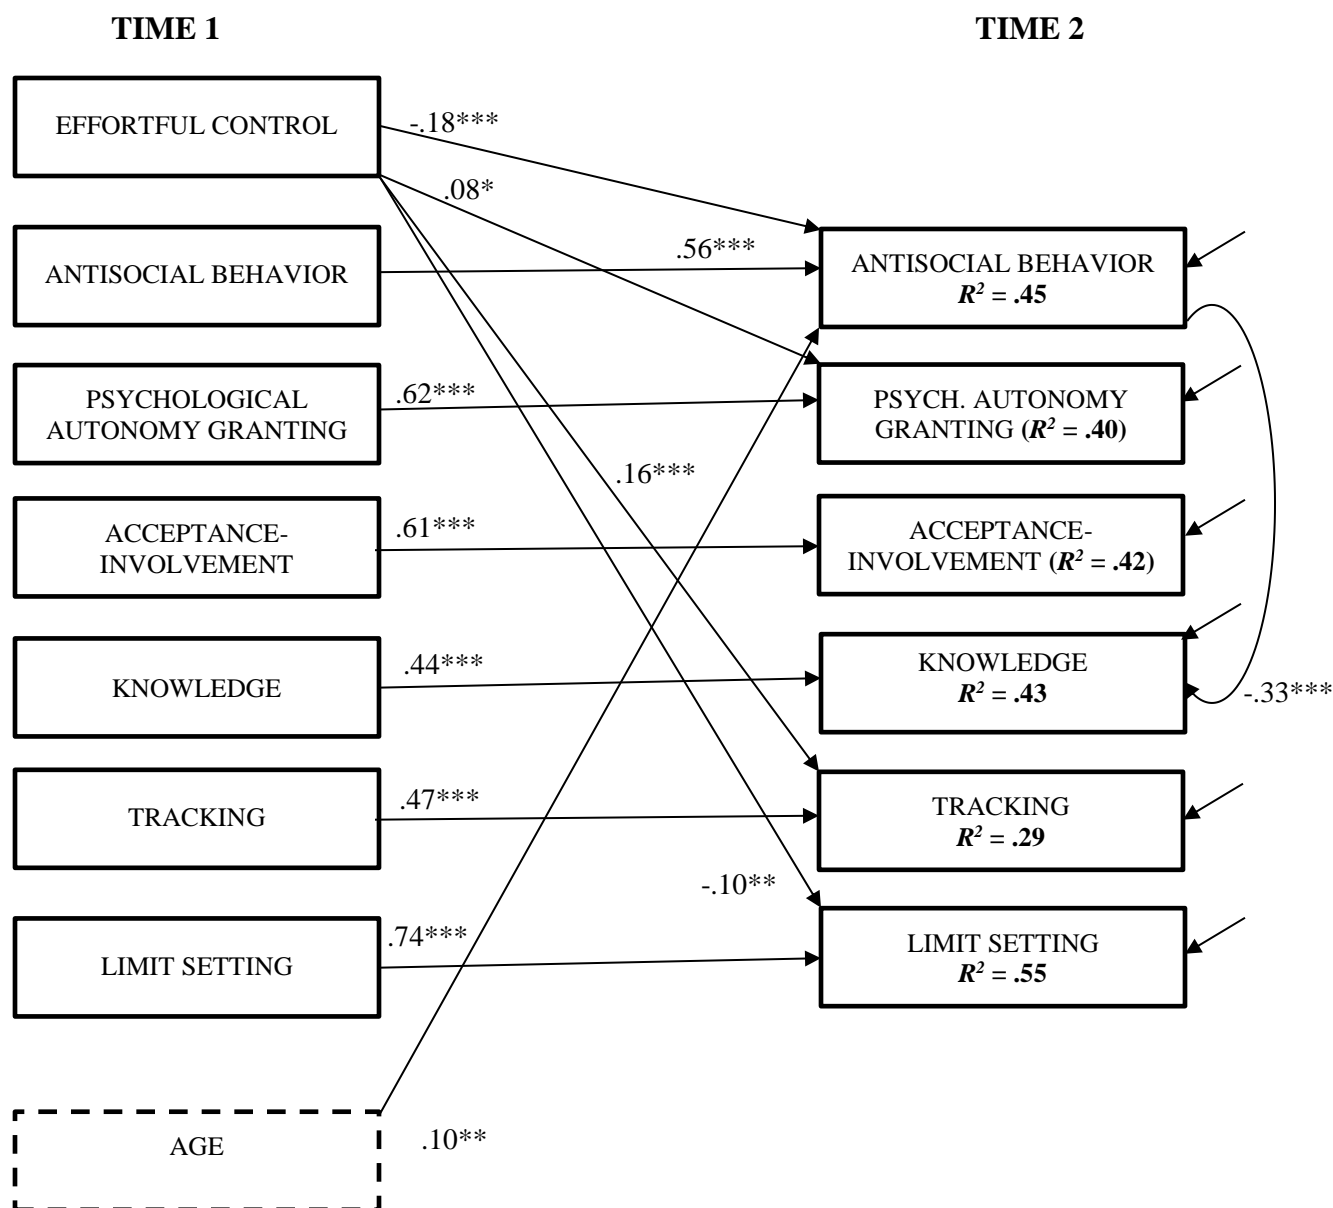 TIME 1
TIME 2
EFFORTFUL CONTROL
-.18***
.08*
ANTISOCIAL BEHAVIOR
.56***
ANTISOCIAL BEHAVIOR
R² = .45
PSYCHOLOGICAL
AUTONOMY GRANTING
.62***
PSYCH. AUTONOMY
GRANTING (R² = .40)
.16***
ACCEPTANCE-
INVOLVEMENT
.61***
ACCEPTANCE-
INVOLVEMENT (R² = .42)
KNOWLEDGE
.44***
KNOWLEDGE
R² = .43
-.33***
TRACKING
.47***
TRACKING
R² = .29
-.10**
LIMIT SETTING
.74***
LIMIT SETTING
R² = .55
AGE
.10**